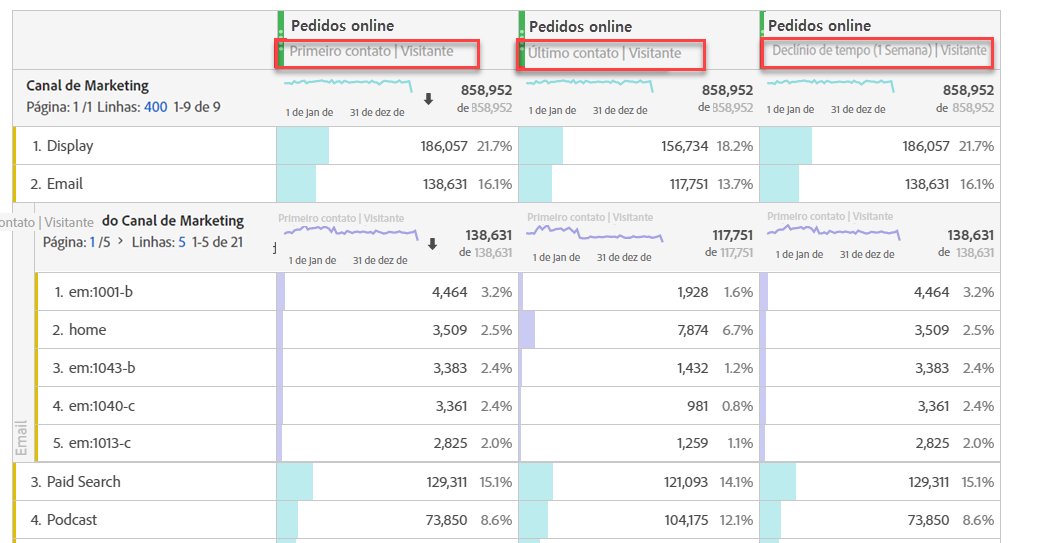 Pedidos online Pedidos online Pedidos online
Primeiro contato | Visitante Último contato | Visitante Declínio de tempo (1 Semana) | Visitante
Canal de Marketing 858,952 858,952 858,952
Página: 1 /1 Linhas: 400 1-9 de 9 de 858,952 de 858,952 de 858,952
1 de Jan de 31 de dez de 1 de Jan de 31 de dez de 1 de Jan de 31 de dez de
1. Display 186,057 21.7% 156,734 18.2% 186,057 21.7%
2. Email 138,631 16.1% 117,751 13.7% 138,631 16.1%
Primeiro contato | Visitante Primeiro contato | Visitante Primeiro contato | Visitante
ontato | Visitante do Canal de Marketing 138,631 117,751 138,631
Página: 1 /5 > Linhas: 5 1-5 de 21 de 138,631 de 117,751 de 138,631
1 de Jan de 31 de dez de 1 de Jan de 31 de dez de 1 de Jan de 31 de dez de
1. em:1001-b 4,464 3.2% 1,928 1.6% 4,464 3.2%
2. home 3,509 2.5% 7,874 6.7% 3,509 2.5%
3. em:1043-b 3,383 2.4% 1,432 1.2% 3,383 2.4%
4. em:1040-c 3,361 2.4% 981 0.8% 3,361 2.4%
5. em:1013-c 2,825 2.0% 1,259 1.1% 2,825 2.0%
Email
3. Paid Search 129,311 15.1% 121,093 14.1% 129,311 15.1%
4. Podcast 73,850 8.6% 104,175 12.1% 73,850 8.6%